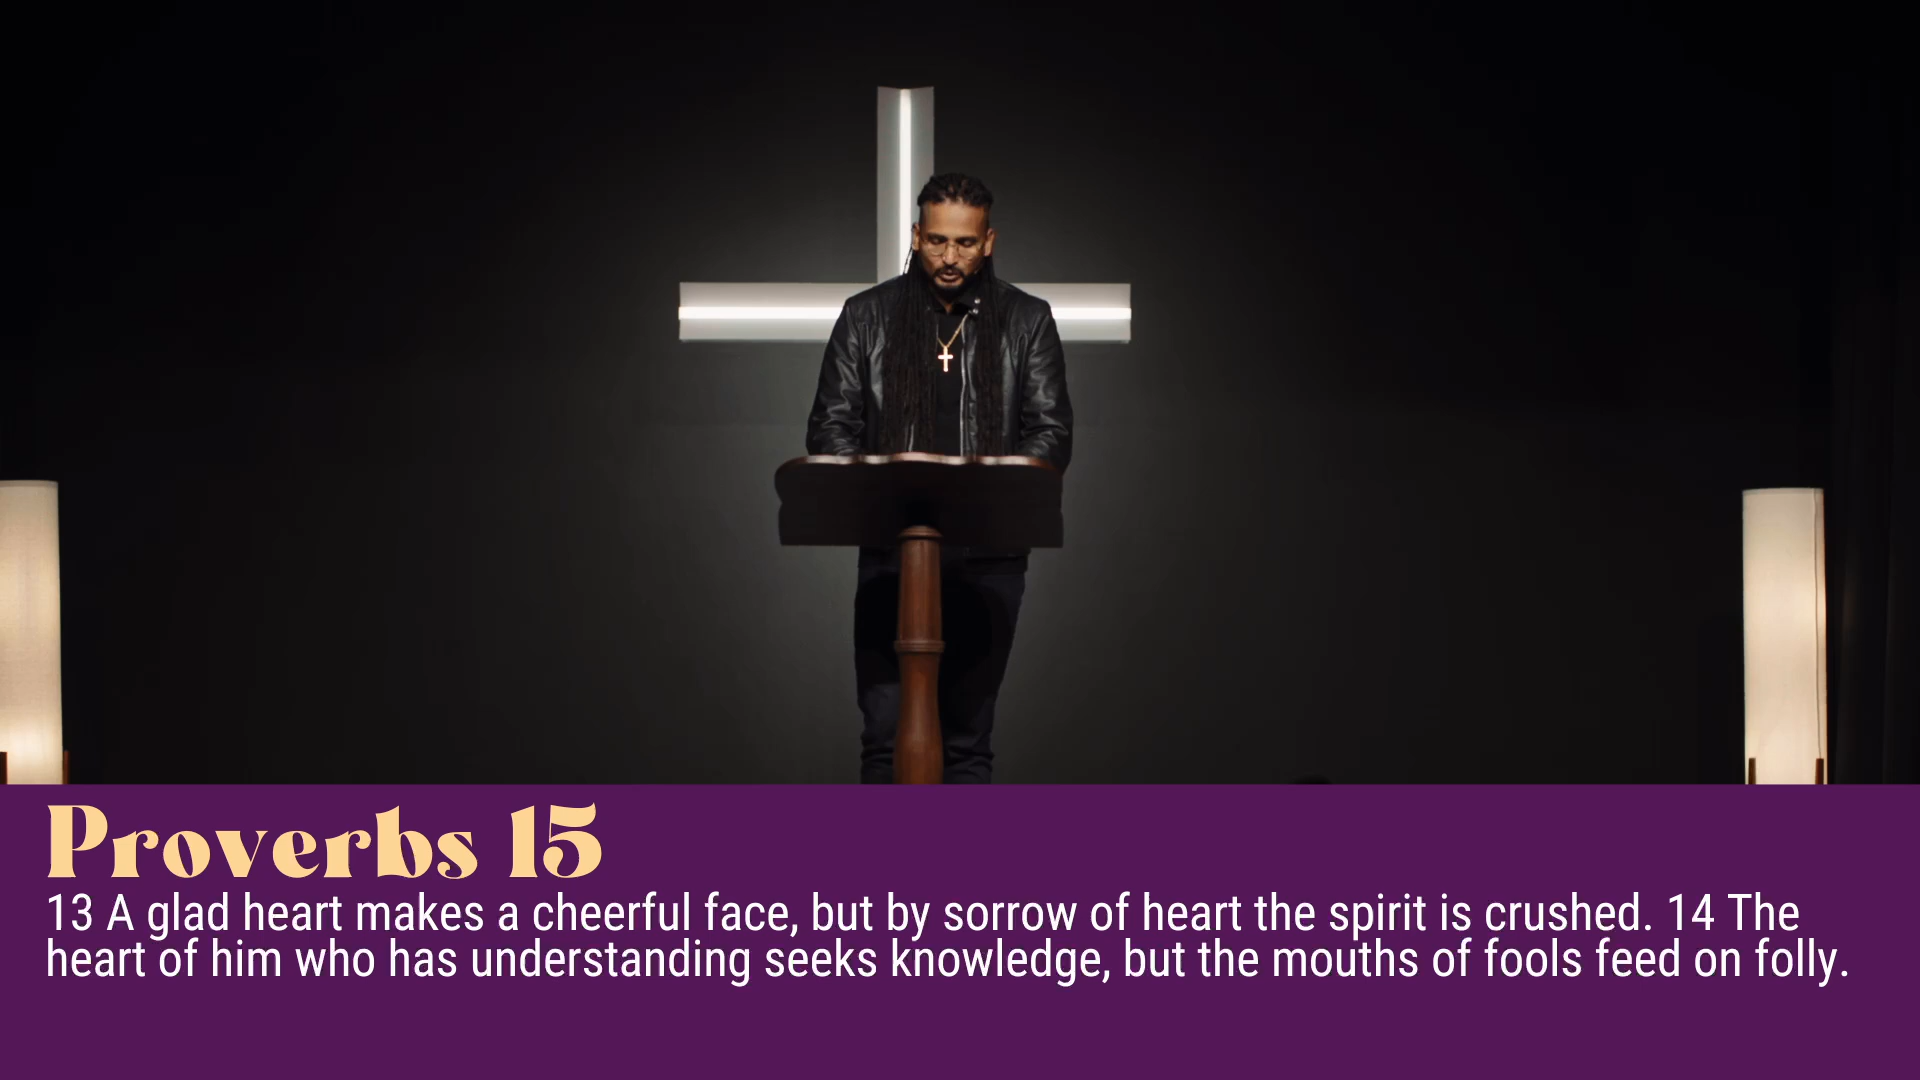 Proverbs 15
13 A glad heart makes a cheerful face, but by sorrow of heart the spirit is crushed. 14 The
heart of him who has understanding seeks knowledge, but the mouths of fools feed on folly.